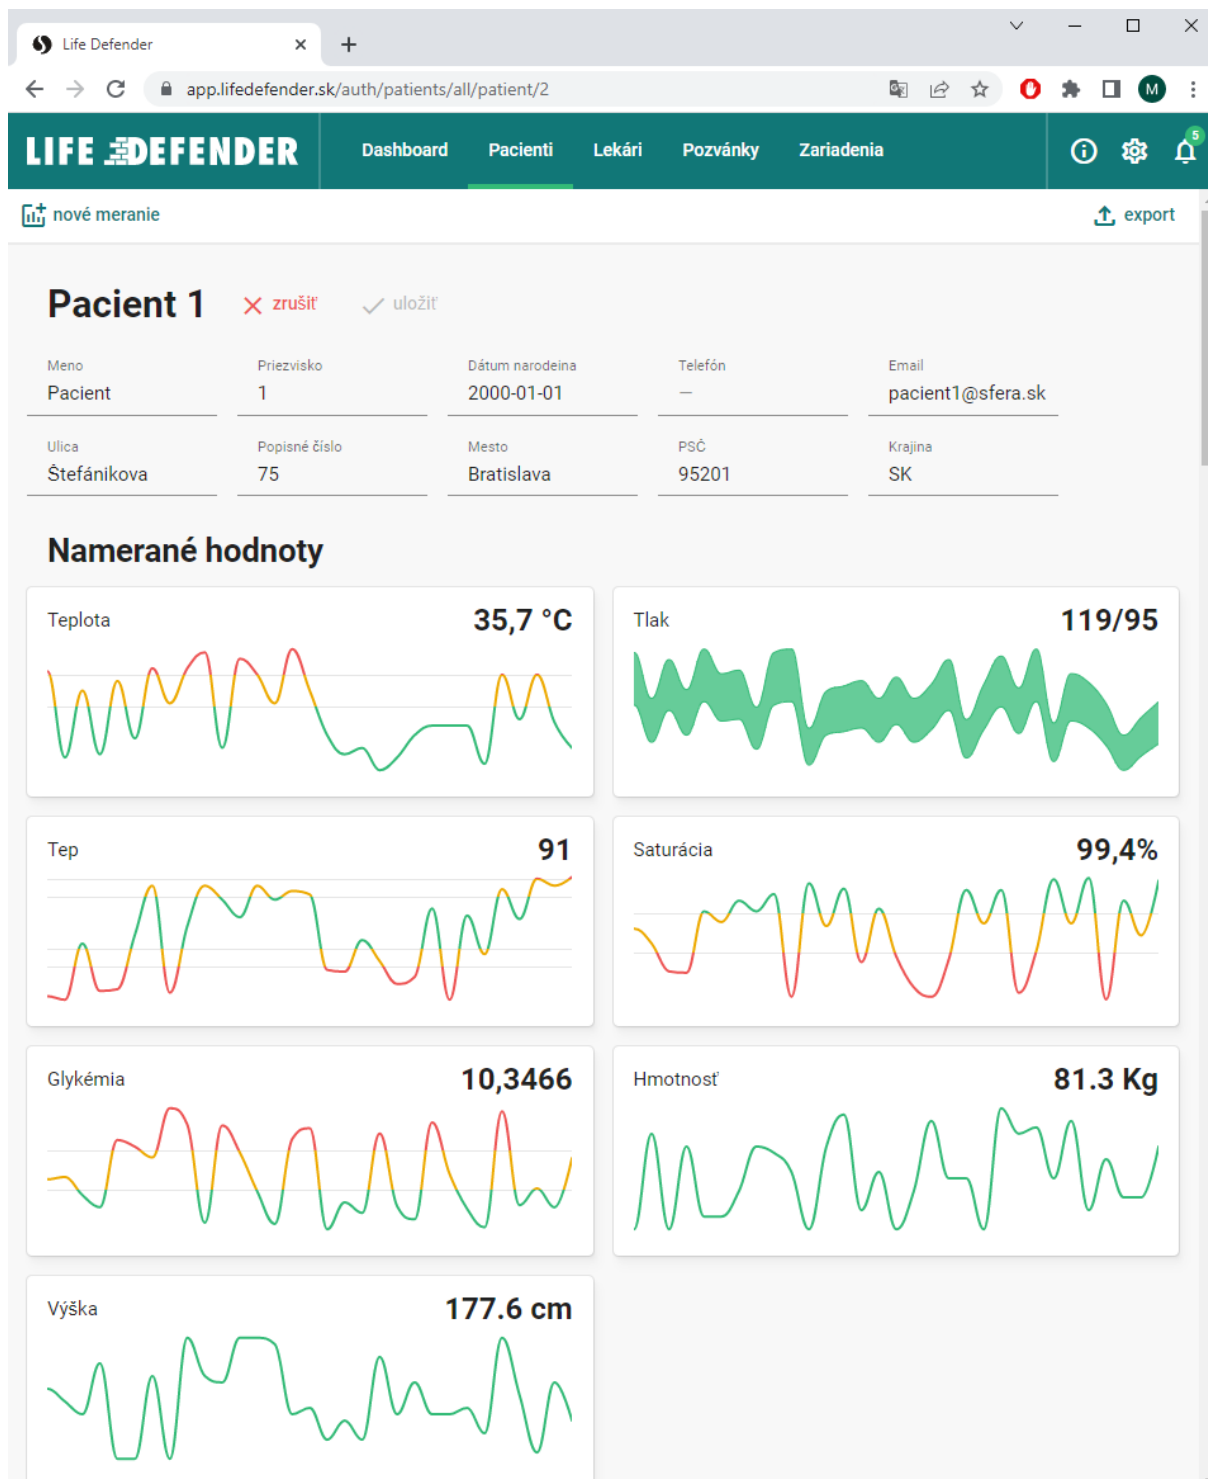 Life Defender
app.lifedefender.sk/auth/patients/all/patient/2
M
LIFE DEFENDER
Dashboard Pacienti Lekári Pozvánky Zariadenia
5
nové meranie
export
Pacient 1 zrušiť uložiť
Meno Priezvisko Dátum narodeina Telefón Email
Pacient 1 2000-01-01 — pacient1@sfera.sk
Ulica Popisné číslo Mesto PSČ Krajina
Štefánikova 75 Bratislava 95201 SK
Namerané hodnoty
Teplota 35,7 °C
Tlak 119/95
Tep 91
Saturácia 99,4%
Glykémia 10,3466
Hmotnosť 81.3 Kg
Výška 177.6 cm